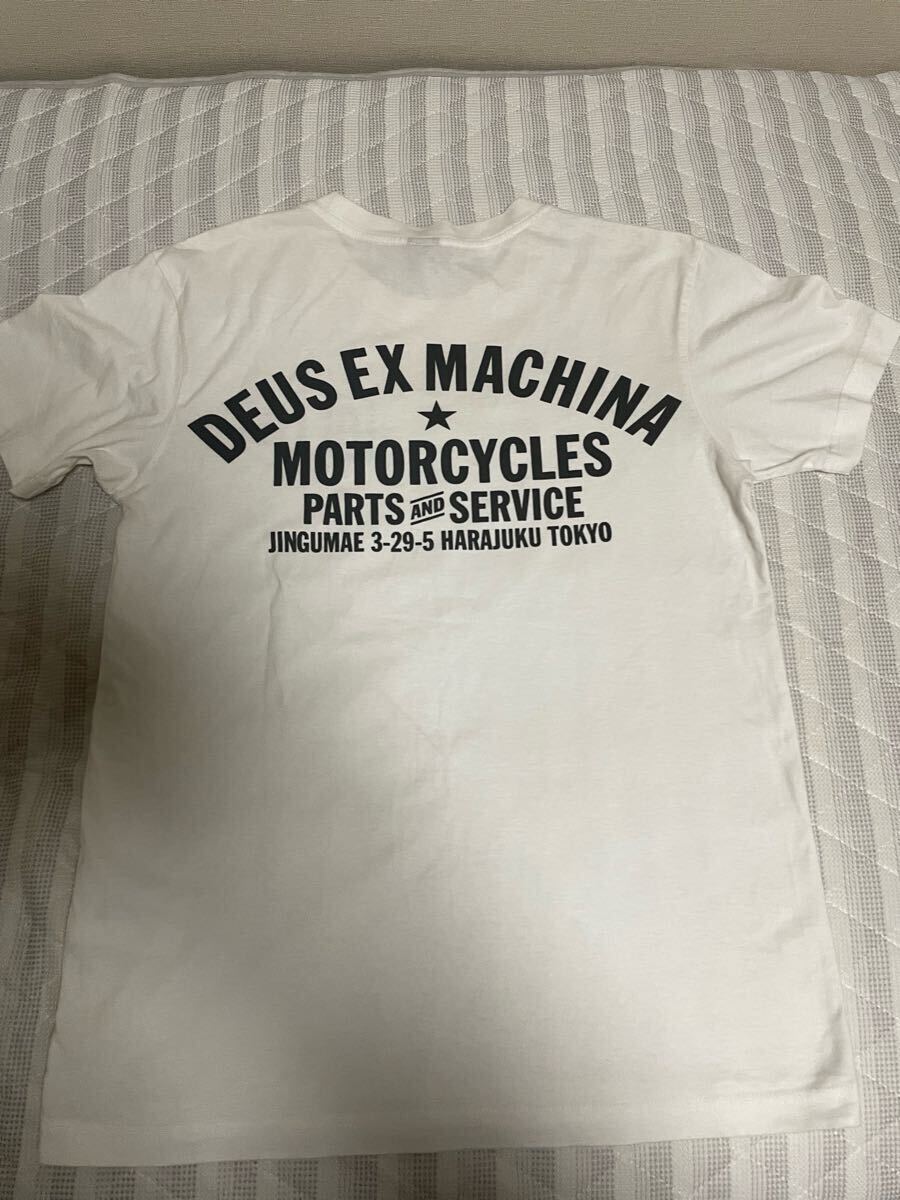 DEUS EX MACHINA
★
MOTORCYCLES
PARTS AND SERVICE
JINGUMAE 3-29-5 HARAJUKU TOKYO